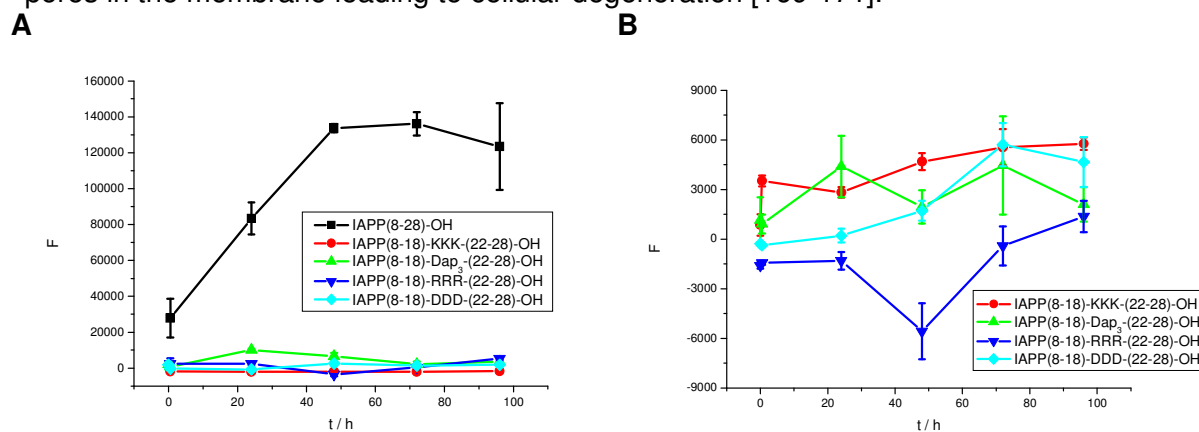 pores in the membrane leading to cellular degeneration
A
B
160000
140000
120000
100000
80000
60000
40000
20000
0
F
IAPP(8-28)-OH
IAPP(8-18)-KKK-(22-28)-OH
IAPP(8-18)-Dap3-(22-28)-OH
IAPP(8-18)-RRR-(22-28)-OH
IAPP(8-18)-DDD-(22-28)-OH
0 20 40 60 80 100
t / h
9000
6000
3000
0
-3000
-6000
-9000
F
IAPP(8-18)-KKK-(22-28)-OH
IAPP(8-18)-Dap3-(22-28)-OH
IAPP(8-18)-RRR-(22-28)-OH
IAPP(8-18)-DDD-(22-28)-OH
0 20 40 60 80 100
t / h